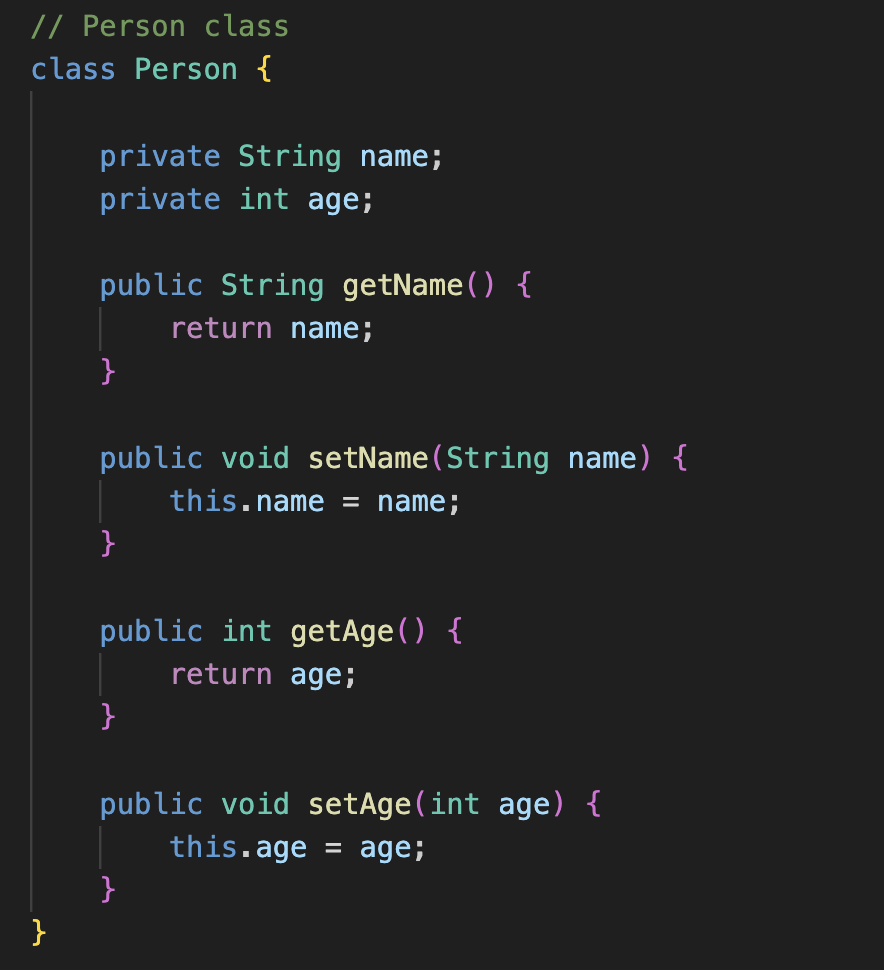 // Person class
class Person {
    private String name;
    private int age;
    public String getName() {
        return name;
    }
    public void setName(String name) {
        this.name = name;
    }
    public int getAge() {
        return age;
    }
    public void setAge(int age) {
        this.age = age;
    }
}